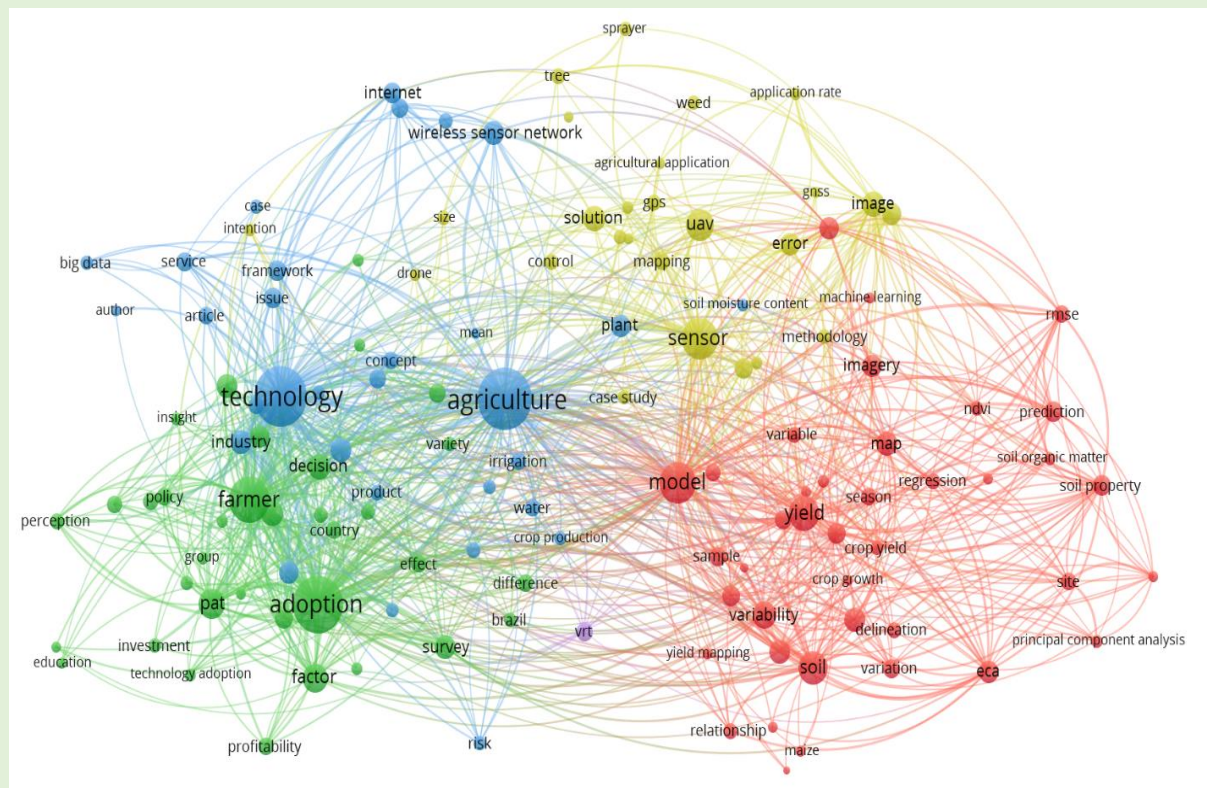 sprayer
tree
internet
application rate
weed
wireless sensor network
agricultural application
gnss
gps
image
case
size
solution
uav
intention
error
big data
service
framework
drone
control
mapping
issue
machine learning
author
article
soil moisture content
rmse
mean
plant
sensor
methodology
concept
imagery
technology
agriculture
case study
ndvi
prediction
insight
industry
variety
variable
map
decision
irrigation
soil organic matter
model
regression
soil property
policy
farmer
product
season
perception
country
water
yield
crop production
crop yield
group
effect
sample
difference
crop growth
site
pat
adoption
variability
brazil
vrt
delineation
principal component analysis
investment
survey
yield mapping
education
technology adoption
factor
soil
variation
eca
relationship
profitability
risk
maize